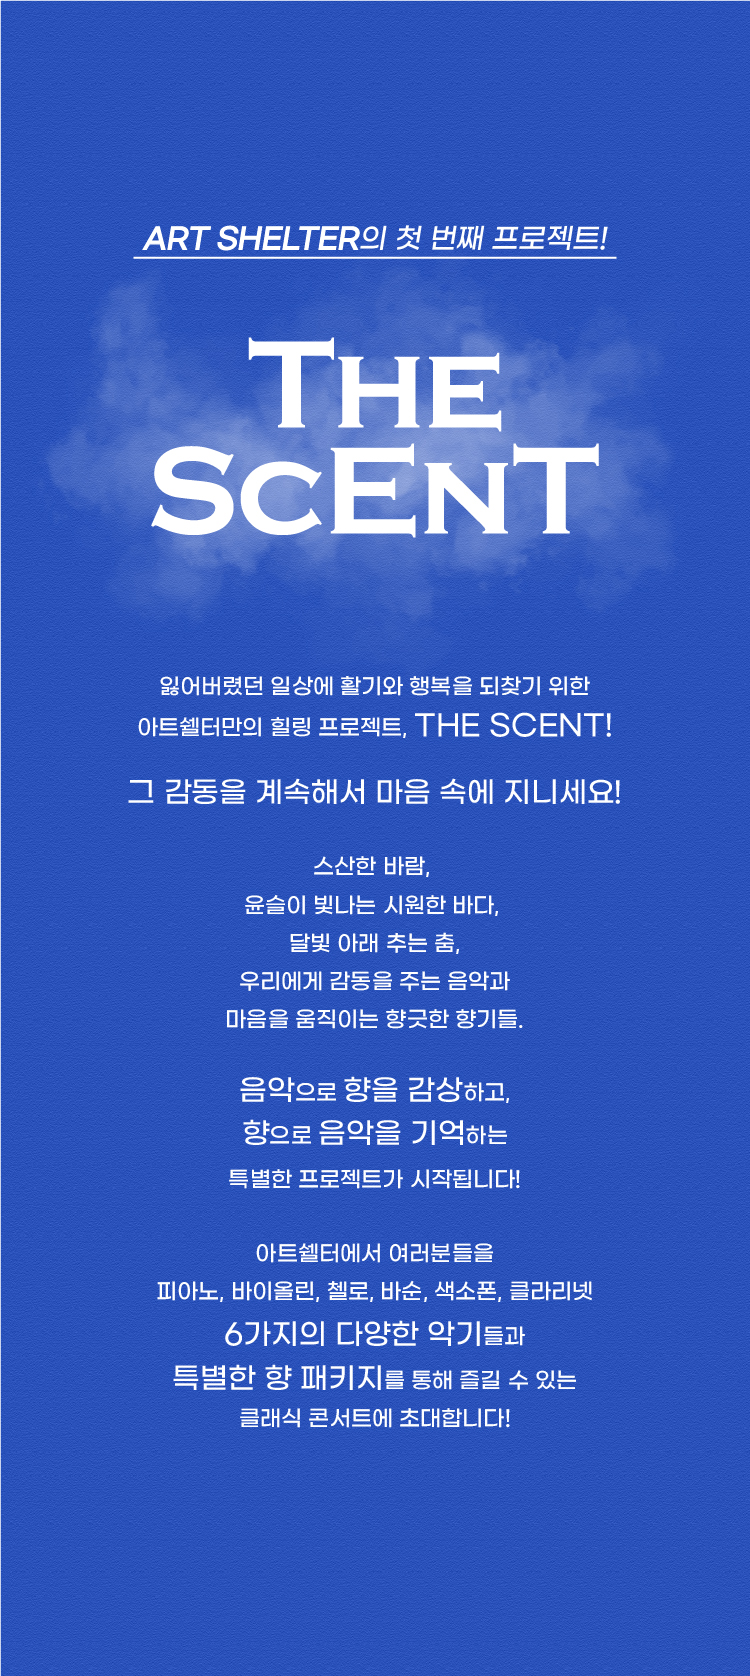 ART SHELTER의 첫 번째 프로젝트!
THE
SCENT
잃어버렸던 일상에 활기와 행복을 되찾기 위한
아트쉘터만의 힐링 프로젝트, THE SCENT!
그 감동을 계속해서 마음 속에 지니세요!
스산한 바람,
윤슬이 빛나는 시원한 바다,
달빛 아래 추는 춤,
우리에게 감동을 주는 음악과
마음을 움직이는 향긋한 향기들.
음악으로 향을 감상하고,
향으로 음악을 기억하는
특별한 프로젝트가 시작됩니다!
아트쉘터에서 여러분들을
피아노, 바이올린, 첼로, 바순, 색소폰, 클라리넷
6가지의 다양한 악기들과
특별한 향 패키지를 통해 즐길 수 있는
클래식 콘서트에 초대합니다!